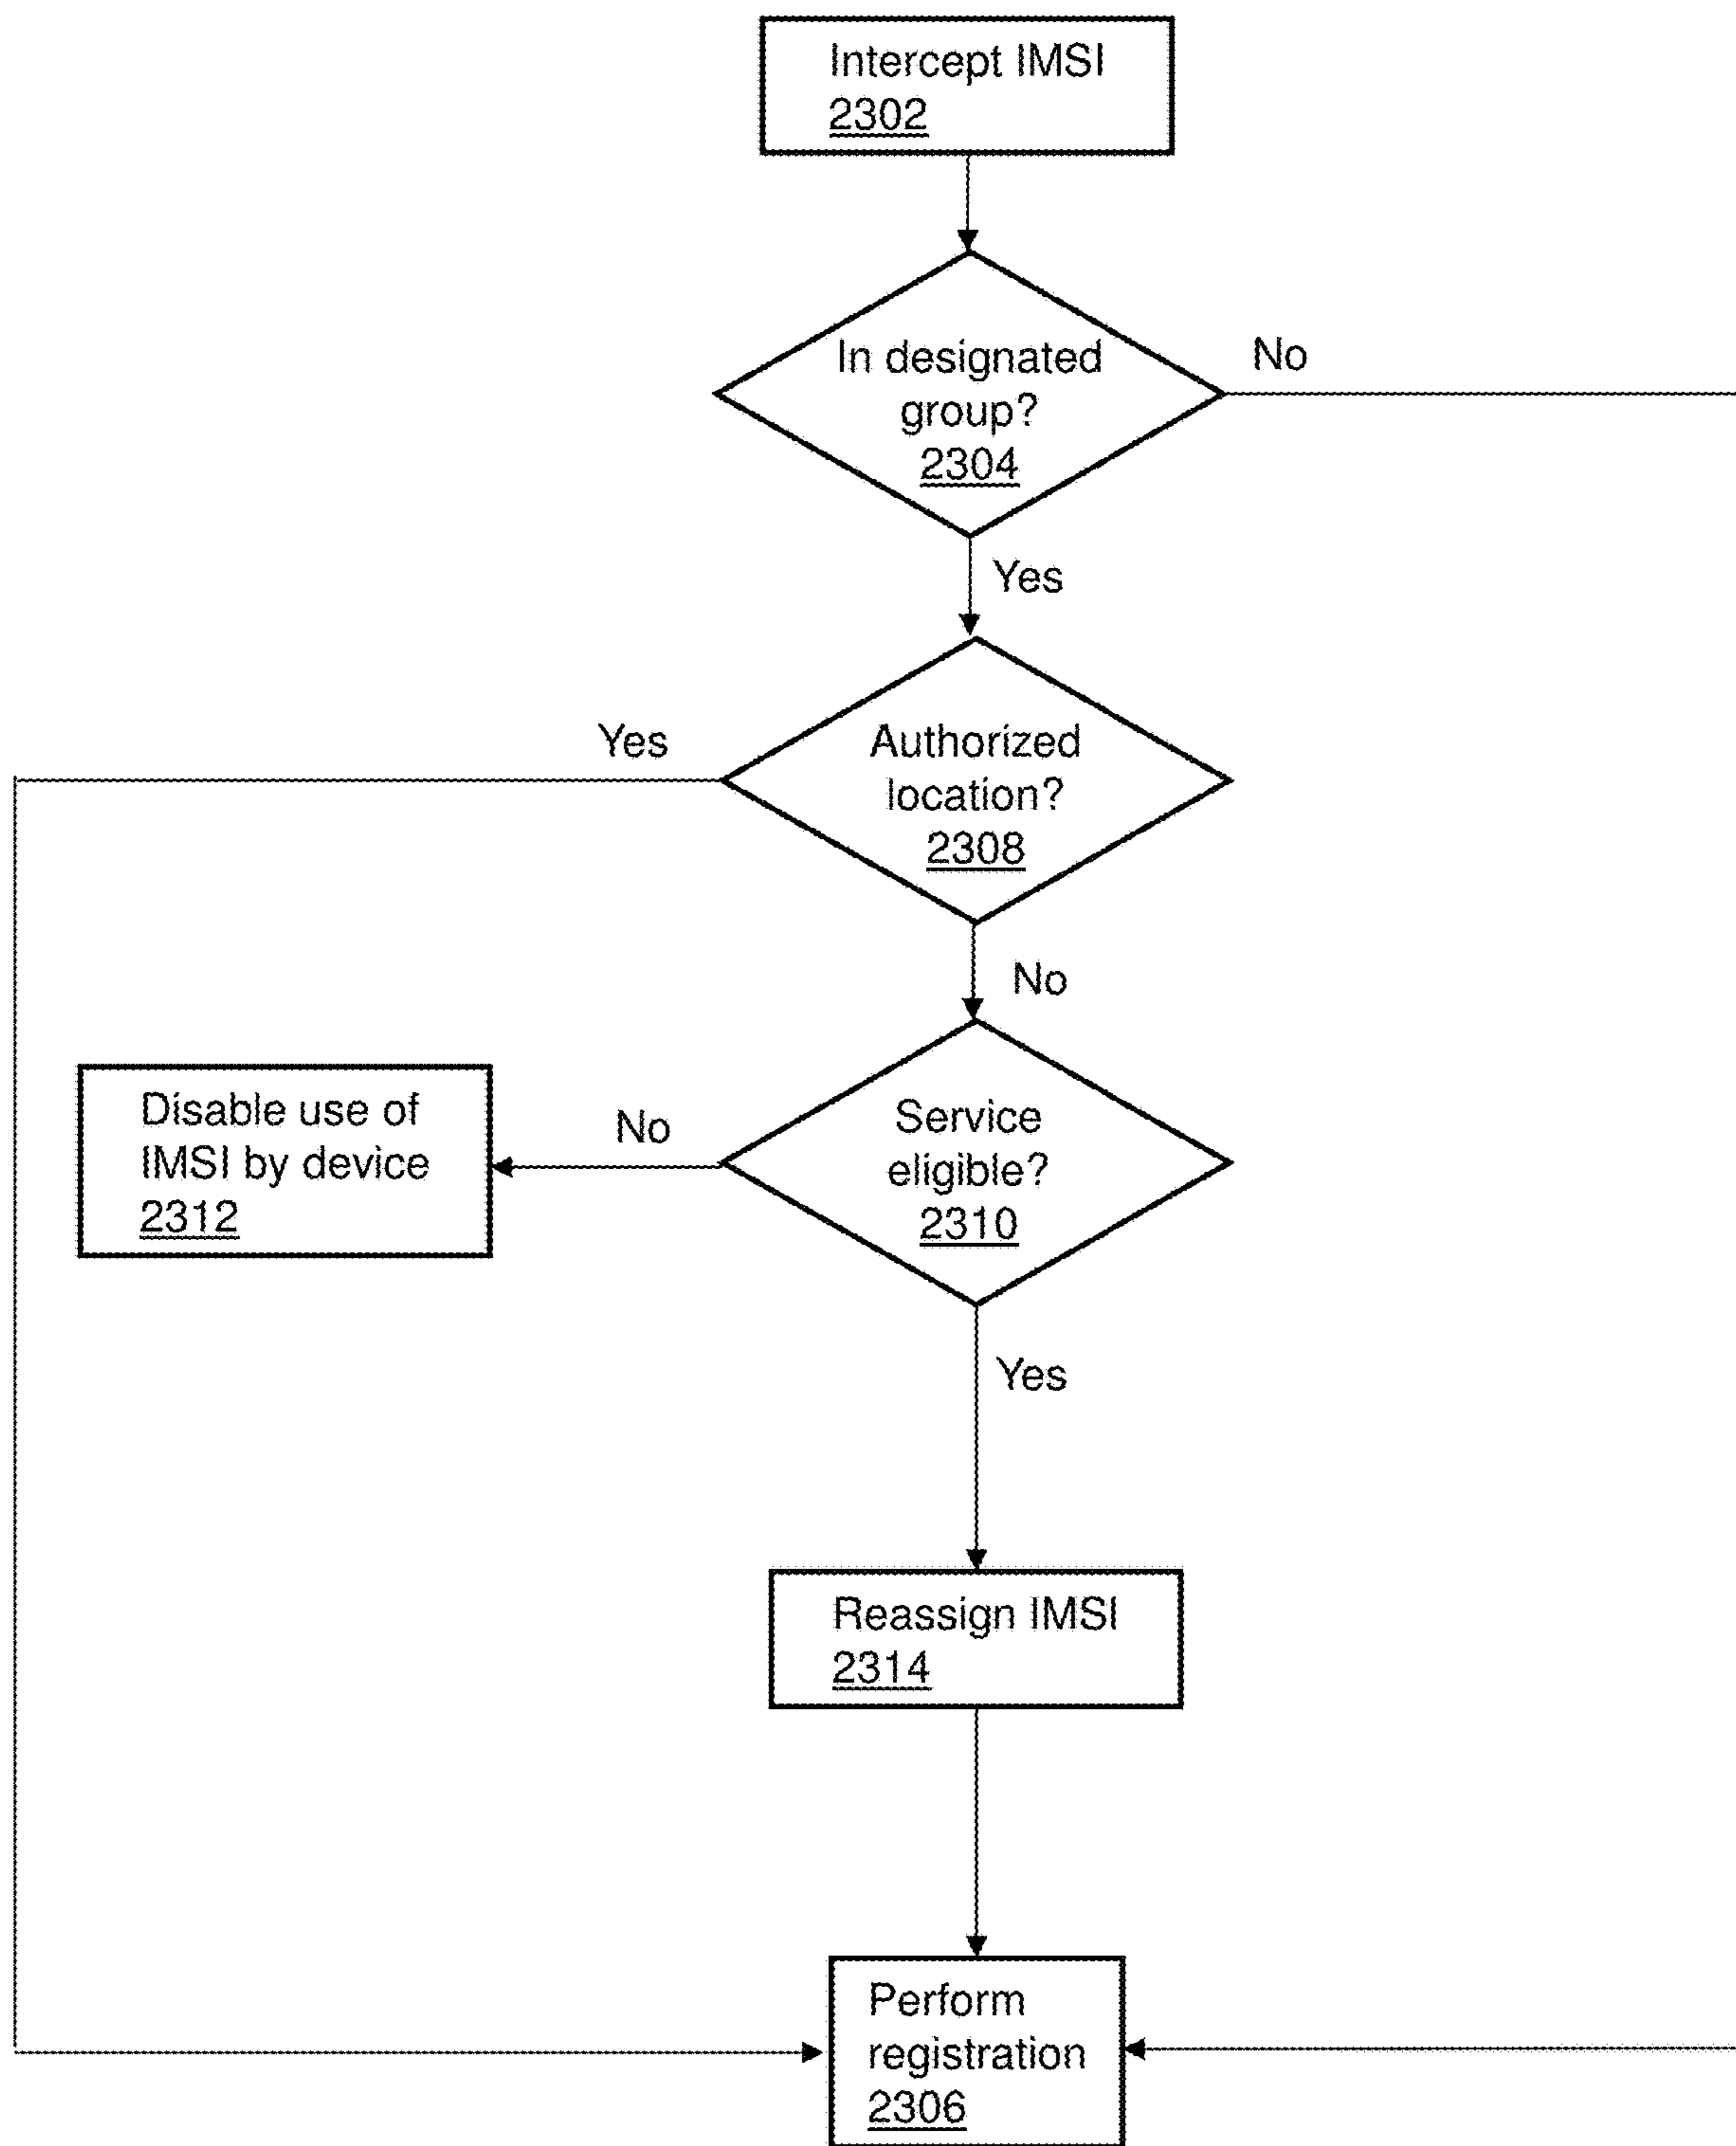 Intercept IMSI
2302
In designated
group?
2304
No
Yes
Authorized
location?
2308
Yes
No
Service
eligible?
2310
No
Disable use of
IMSI by device
2312
Yes
Reassign IMSI
2314
Perform
registration
2306